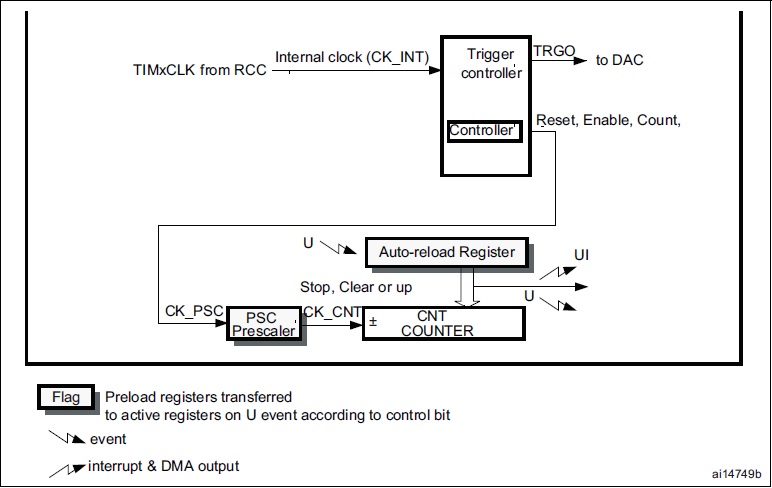 Internal clock (CK_INT)
TIMxCLK from RCC
Trigger
controller
TRGO
to DAC
Controller
Reset, Enable, Count,
U
Auto-reload Register
UI
Stop, Clear or up
U
CK_PSC
PSC
Prescaler
CK_CNT
±
CNT
COUNTER
Flag
Preload registers transferred
to active registers on U event according to control bit
event
interrupt & DMA output
ai14749b